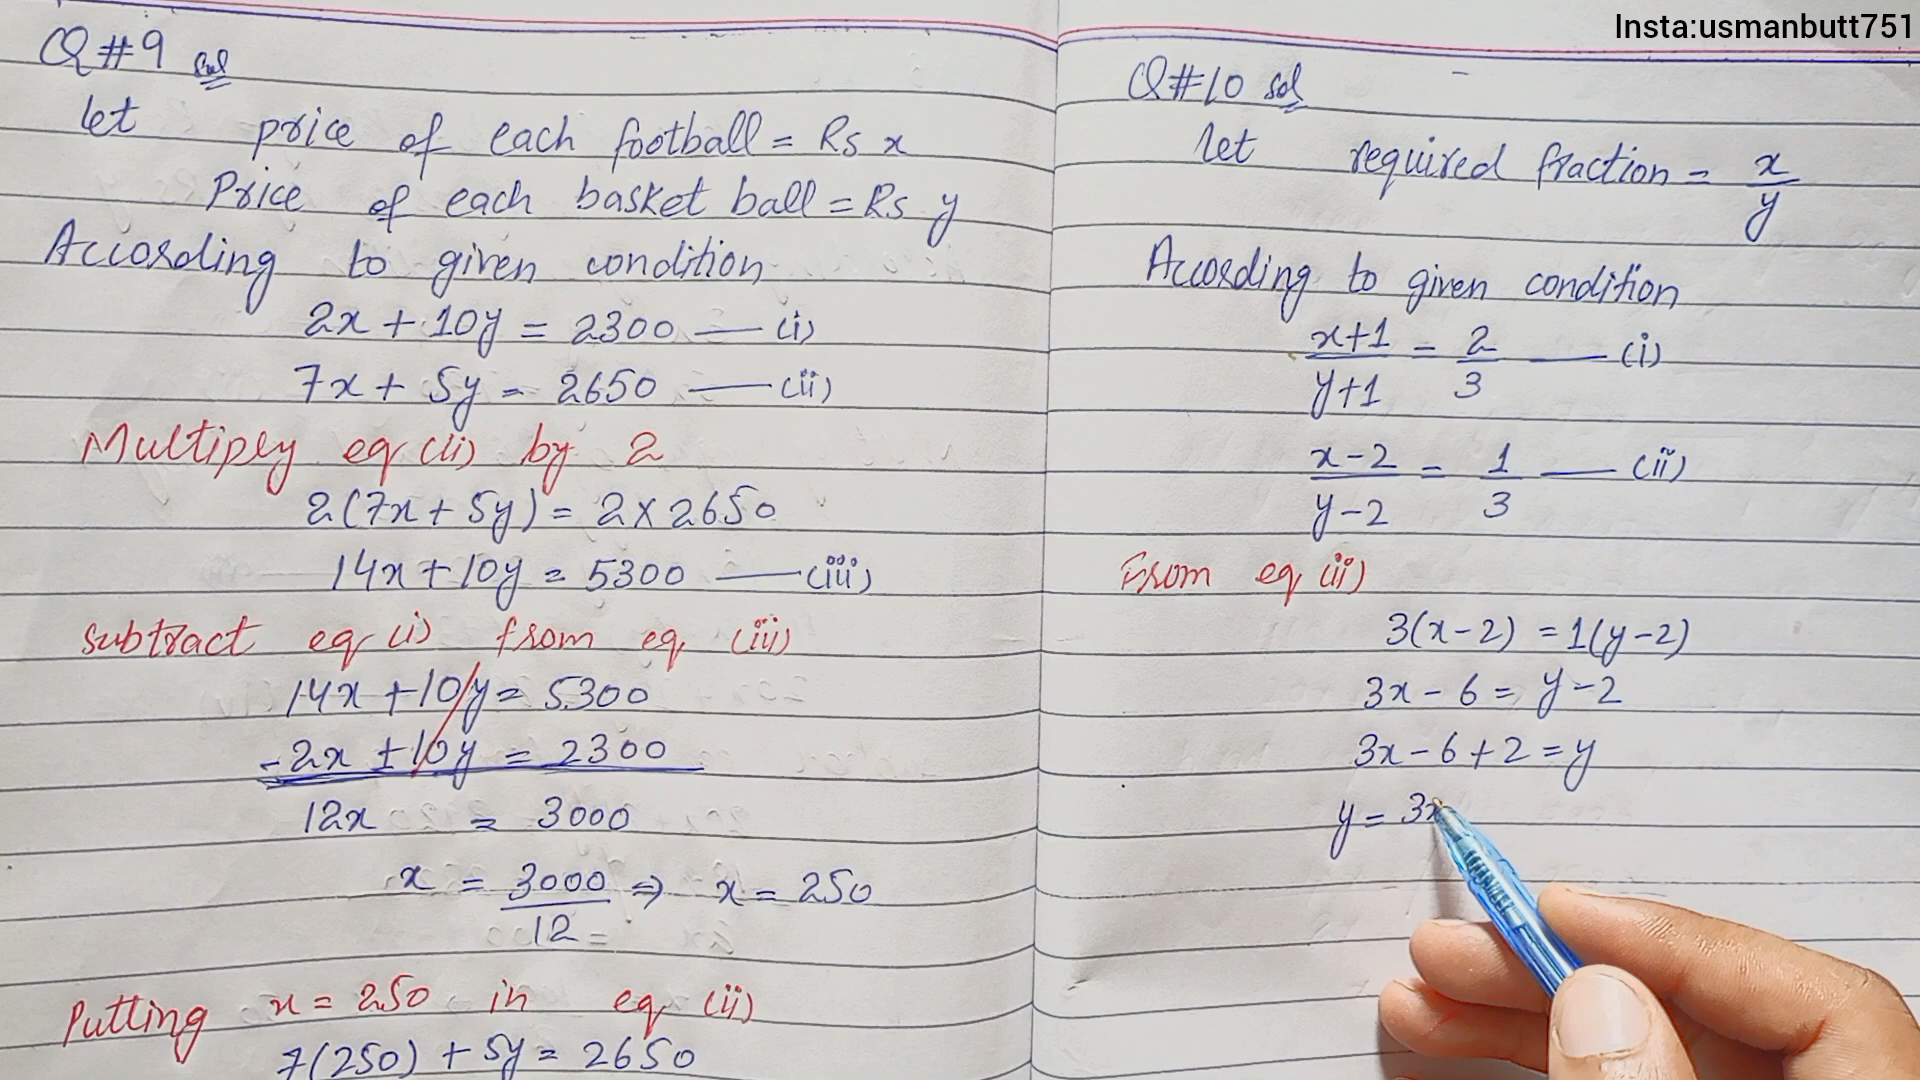 Insta:usmanbutt751
Q#9 Sol
let price of each football = Rs x
Price of each basket ball = Rs y
According to given condition
2x + 10y = 2300 — (i)
7x + 5y = 2650 — (ii)
Multiply eq (ii) by 2
2(7x + 5y) = 2 × 2650
14x + 10y = 5300 — (iii)
subtract eq (i) from eq (iii)
14x + 10y = 5300
-2x ± 10y = 2300
12x = 3000
x = 3000/12 ⇒ x = 250
Putting x = 250 in eq (ii)
7(250) + 5y = 2650
Q#10 Sol
let required fraction = x/y
According to given condition
x+1/y+1 = 2/3 — (i)
x-2/y-2 = 1/3 — (ii)
From eq (ii)
3(x-2) = 1(y-2)
3x - 6 = y - 2
3x - 6 + 2 = y
y = 3x